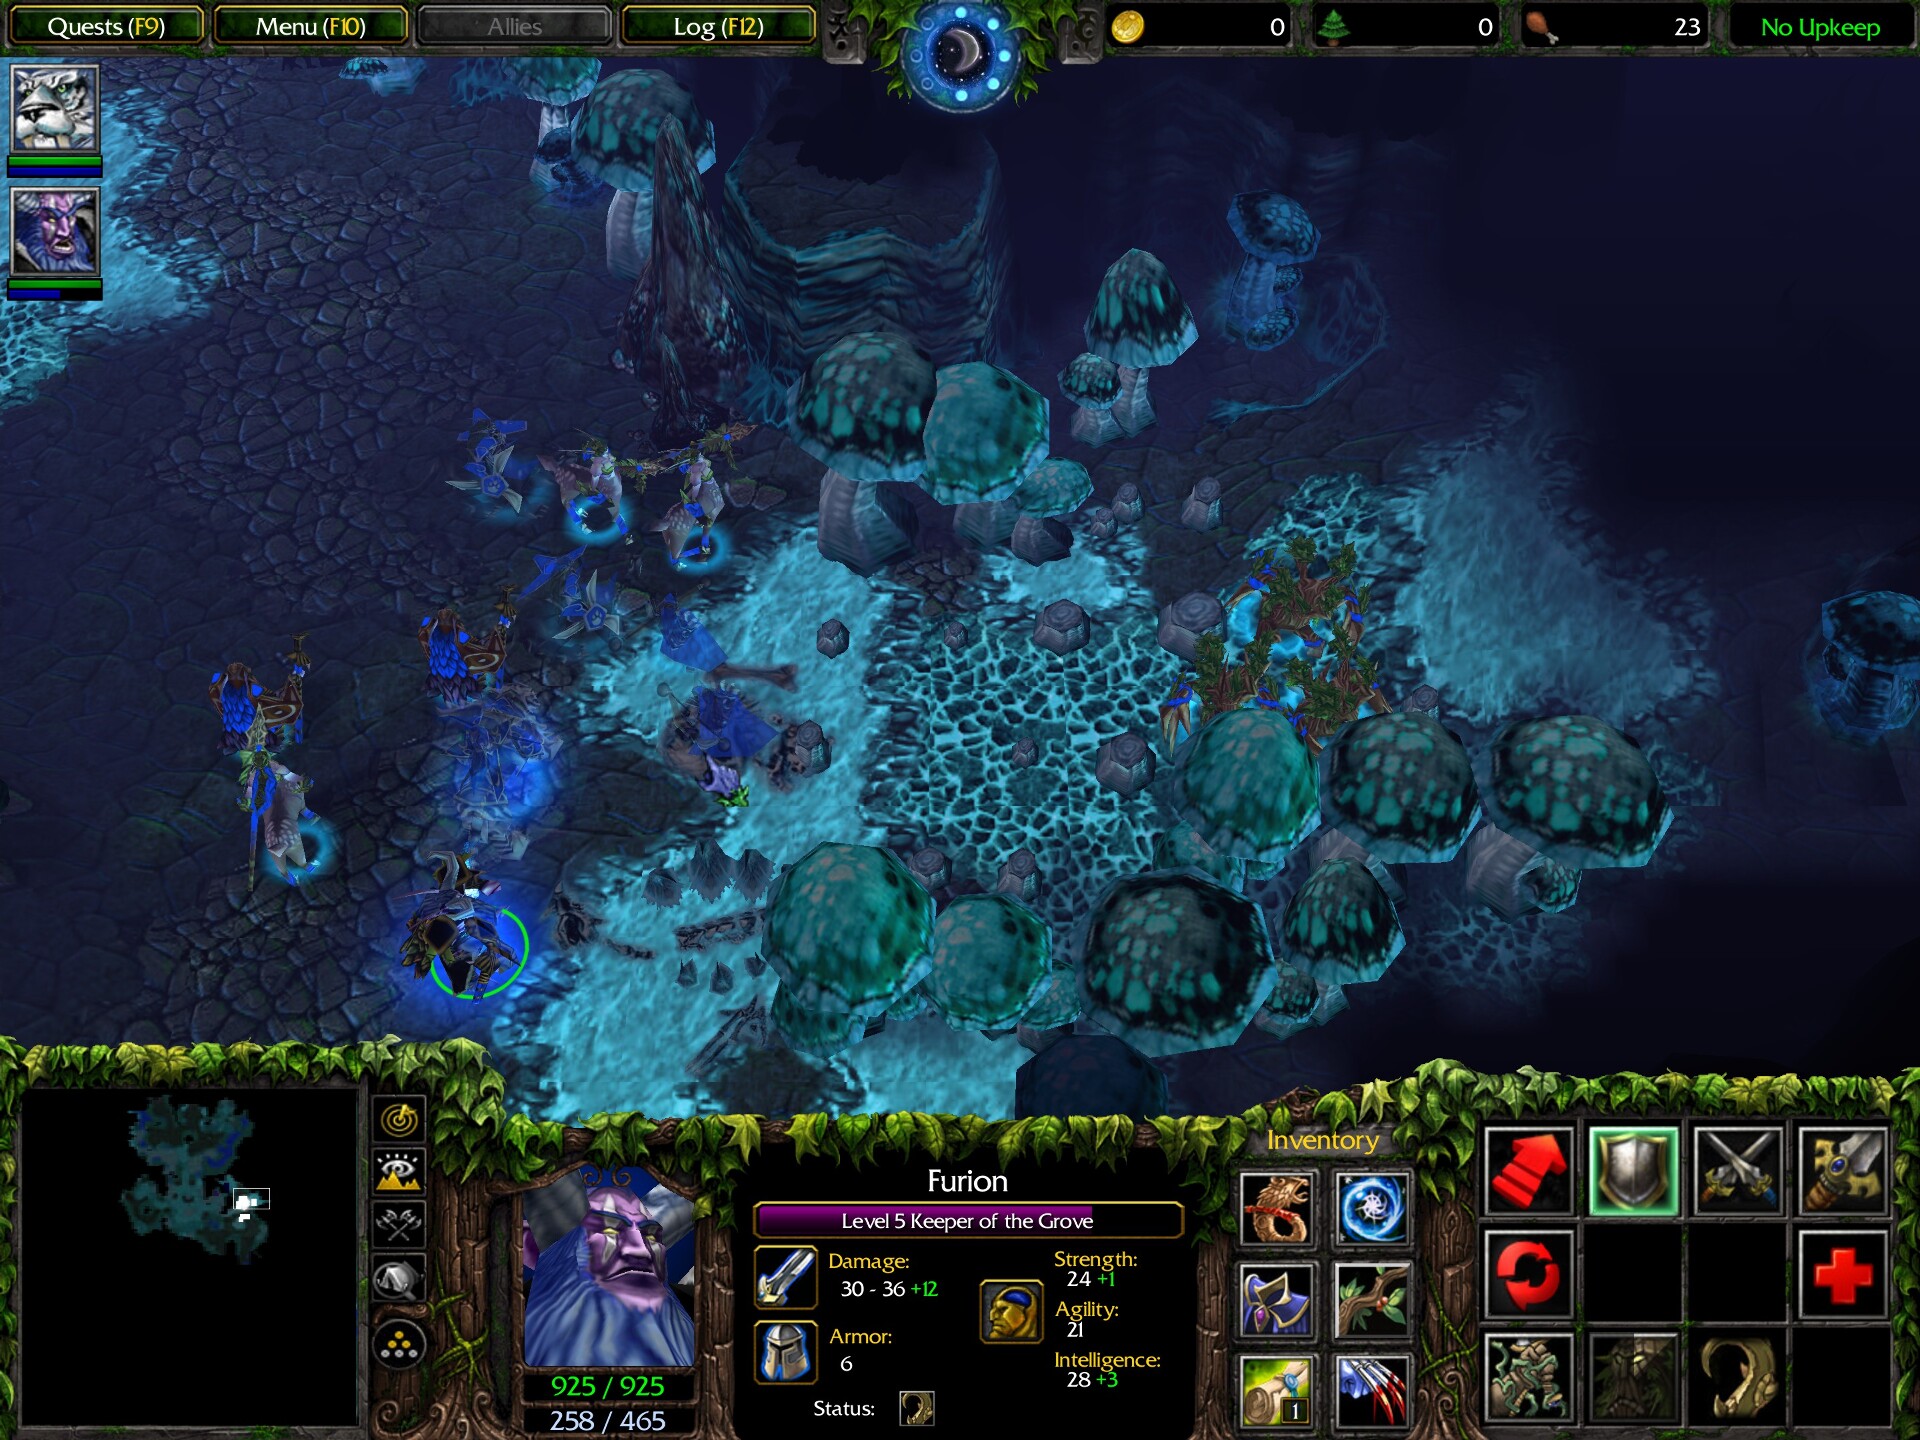 Quests (F9)
Menu (F10)
Allies
Log (F12)
0
0
23
No Upkeep
Furion
Level 5 Keeper of the Grove
Damage:
30 - 36 +12
Armor:
6
Status:
Strength:
24 +1
Agility:
21
Intelligence:
28 +3
925 / 925
258 / 465
Inventory
1